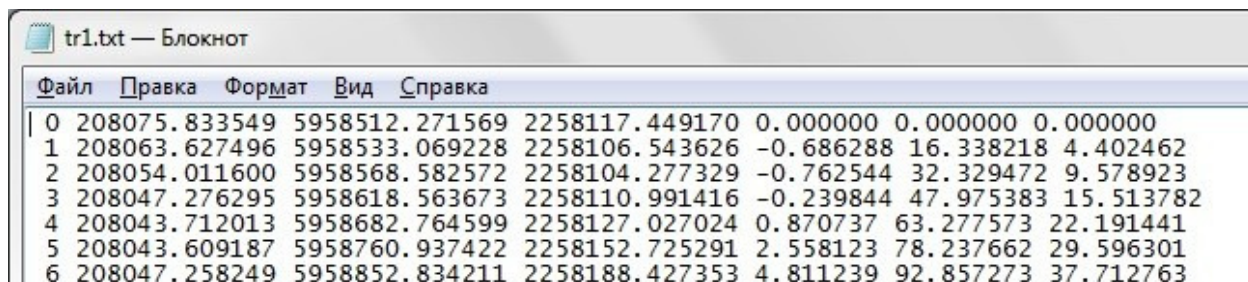 tr1.txt — Блокнот
Файл Правка Формат Вид Справка
0 208075.833549 5958512.271569 2258117.449170 0.000000 0.000000 0.000000
1 208063.627496 5958533.069228 2258106.543626 -0.686288 16.338218 4.402462
2 208054.011600 5958568.582572 2258104.277329 -0.762544 32.329472 9.578923
3 208047.276295 5958618.563673 2258110.991416 -0.239844 47.975383 15.513782
4 208043.712013 5958682.764599 2258127.027024 0.870737 63.277573 22.191441
5 208043.609187 5958760.937422 2258152.725291 2.558123 78.237662 29.596301
6 208047.258249 5958852.834211 2258188.427353 4.811239 92.857273 37.712763